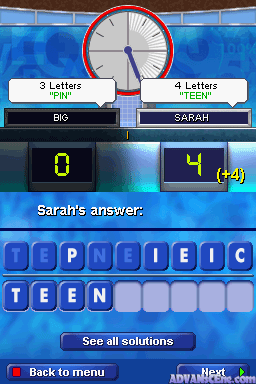 3 Letters
"PIN"
4 Letters
"TEEN"
BIG
SARAH
0
4
(+4)
Sarah's answer:
T E P N E I E I C
T E E N
See all solutions
Back to menu
Next
ADVANSCENE.com